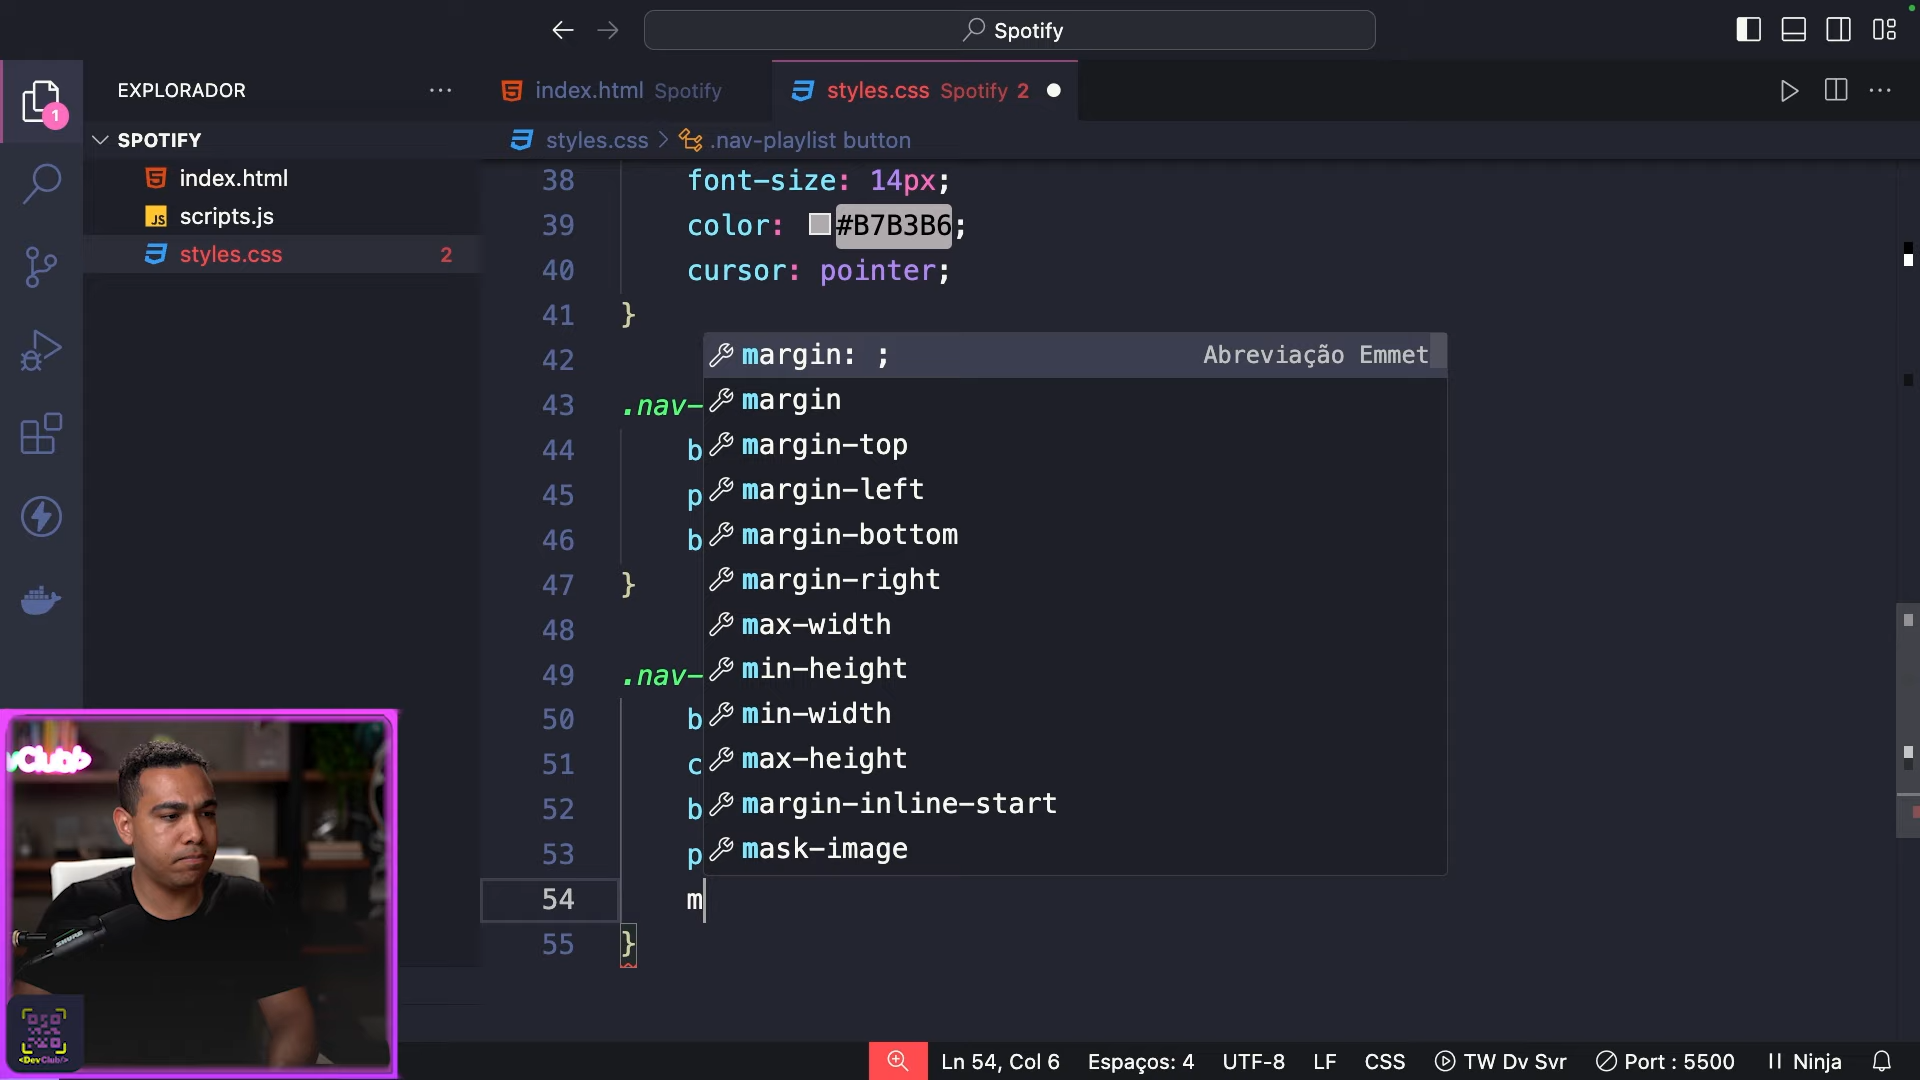 Spotify
EXPLORADOR
index.html Spotify
styles.css Spotify 2
1
SPOTIFY
styles.css > .nav-playlist button
index.html
scripts.js
styles.css 2
38 font-size: 14px;
39 color: #B7B3B6;
40 cursor: pointer;
41 }
42 margin: ; Abreviação Emmet
margin
43 .nav-
margin-top
44 b
margin-left
45 p
margin-bottom
46 b
margin-right
47 }
max-width
48
min-height
49 .nav-
min-width
50 b
max-height
51 c
margin-inline-start
52 b
mask-image
53 p
54 m
55 }
<DevClub/>
Ln 54, Col 6 Espaços: 4 UTF-8 LF CSS TW Dv Svr Port : 5500 Ninja